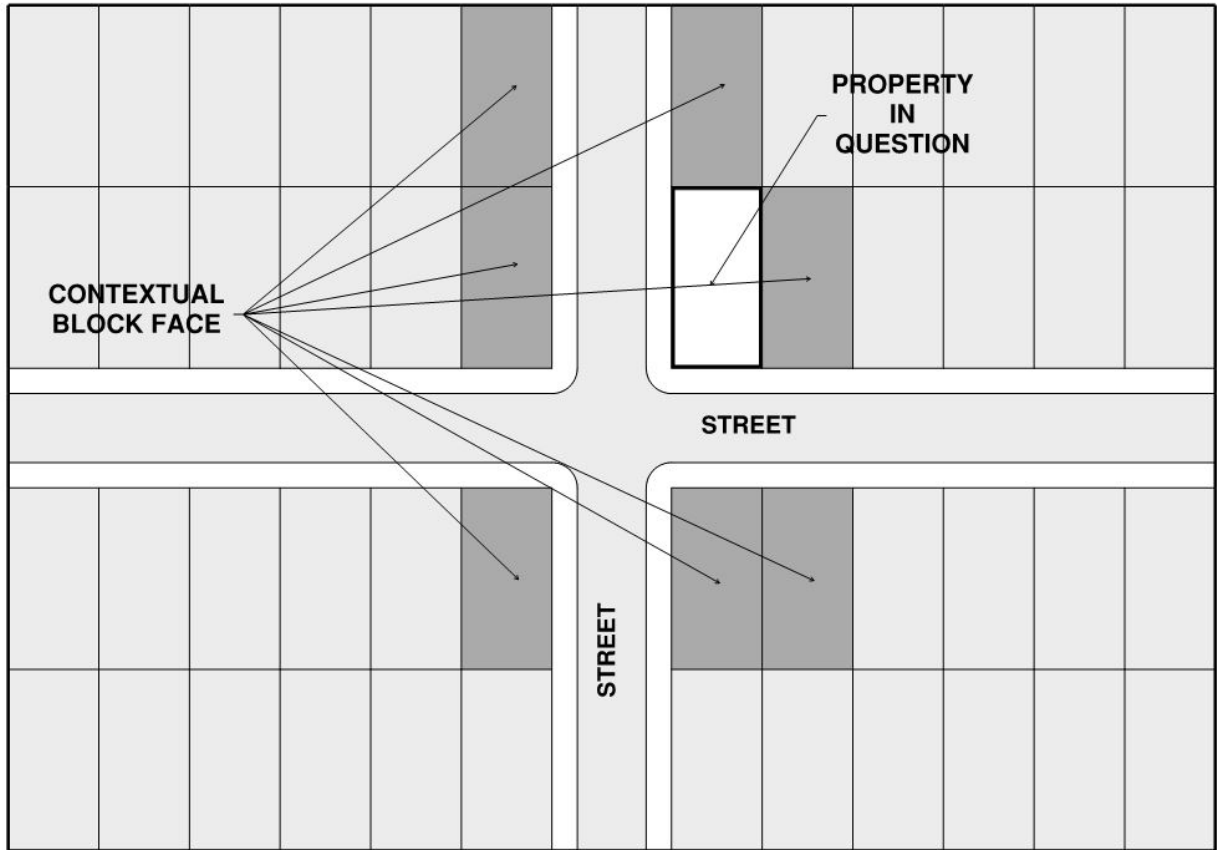 PROPERTY
IN
QUESTION
CONTEXTUAL
BLOCK FACE
STREET
STREET